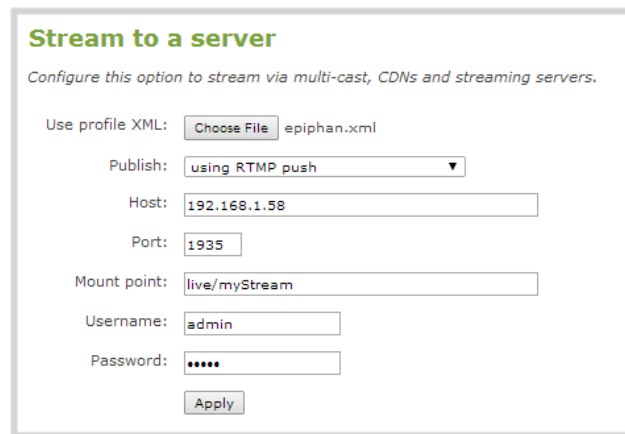 Stream to a server
Configure this option to stream via multi-cast, CDNs and streaming servers.
Use profile XML: Choose File epiphan.xml
Publish: using RTMP push ▼
Host: 192.168.1.58
Port: 1935
Mount point: live/myStream
Username: admin
Password: •••••
Apply